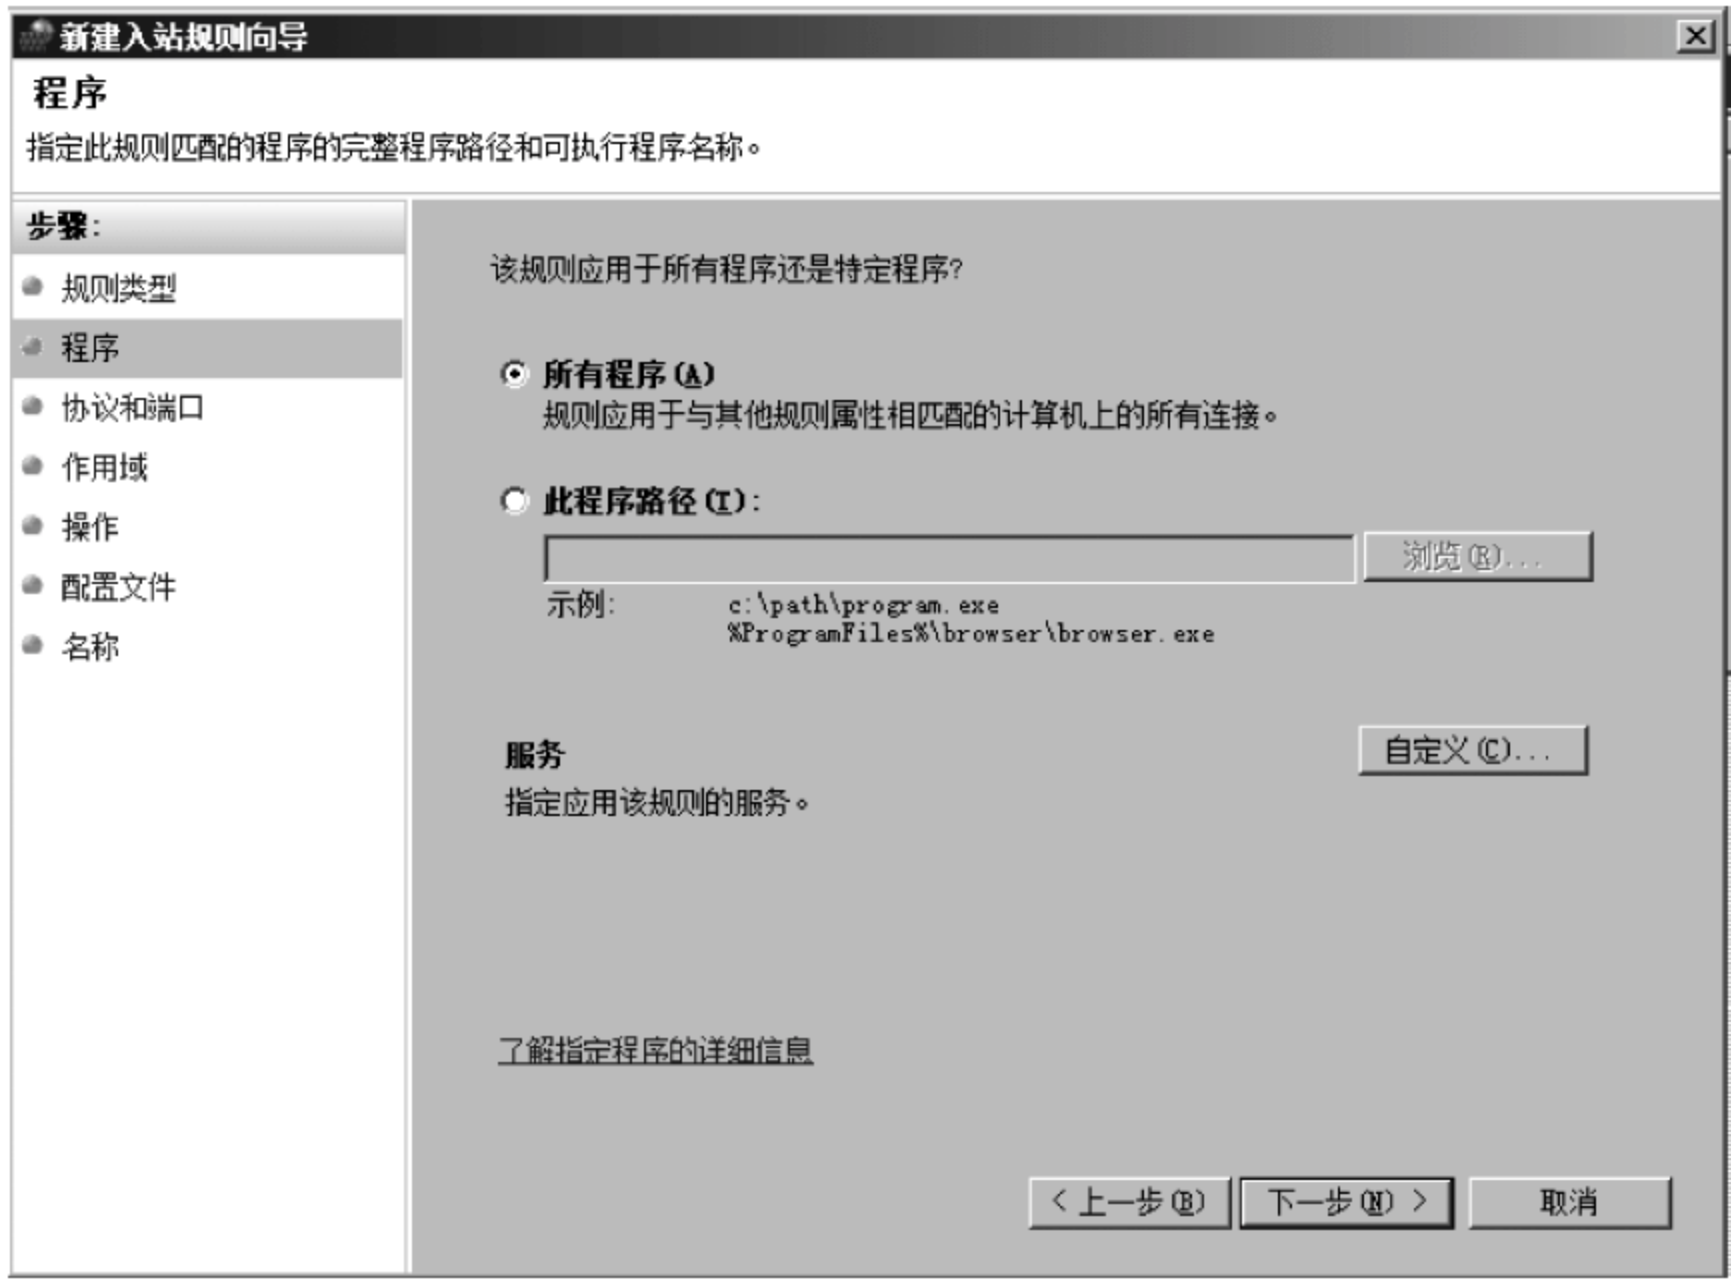 新建入站规则向导
程序
指定此规则匹配的程序的完整程序路径和可执行程序名称。
步骤:
规则类型
程序
协议和端口
作用域
操作
配置文件
名称
该规则应用于所有程序还是特定程序?
所有程序(A)
规则应用于与其他规则属性相匹配的计算机上的所有连接。
此程序路径(T):
浏览(R)...
示例: c:\path\program.exe
%ProgramFiles%\browser\browser.exe
服务
自定义(C)...
指定应用该规则的服务。
了解指定程序的详细信息
< 上一步(B) 下一步(N) > 取消